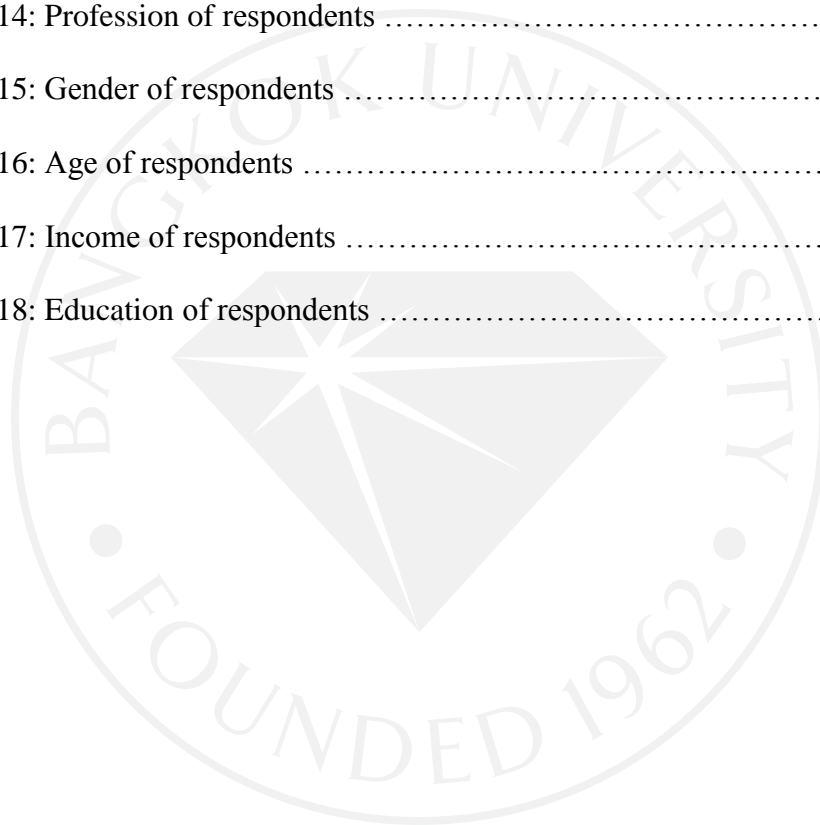 14: Profession of respondents ……………………………………
15: Gender of respondents …………………………………………
16: Age of respondents ………………………………………………
17: Income of respondents …………………………………………
18: Education of respondents ……………………………………
BANGKOK UNIVERSITY
• FOUNDED 1962 •